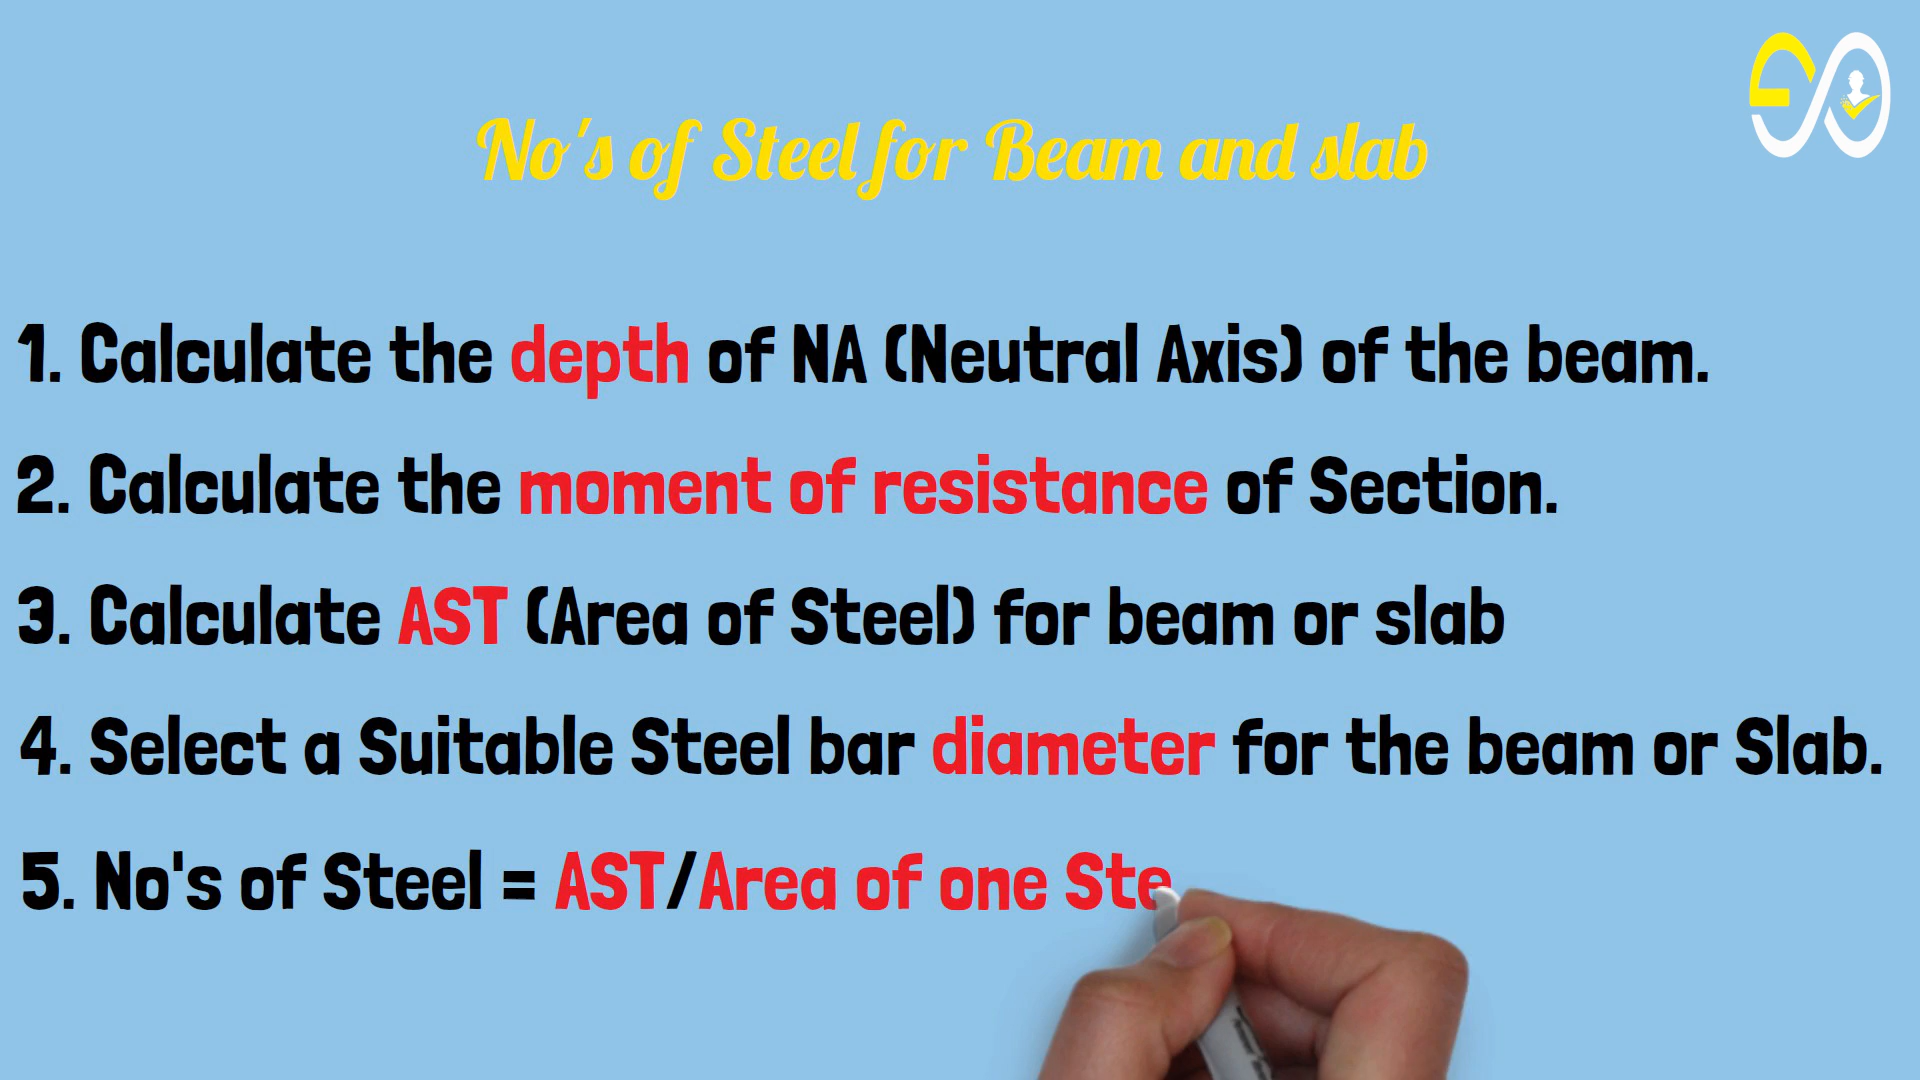 No's of Steel for Beam and slab
1. Calculate the depth of NA (Neutral Axis) of the beam.
2. Calculate the moment of resistance of Section.
3. Calculate AST (Area of Steel) for beam or slab
4. Select a Suitable Steel bar diameter for the beam or Slab.
5. No's of Steel = AST/Area of one Ste